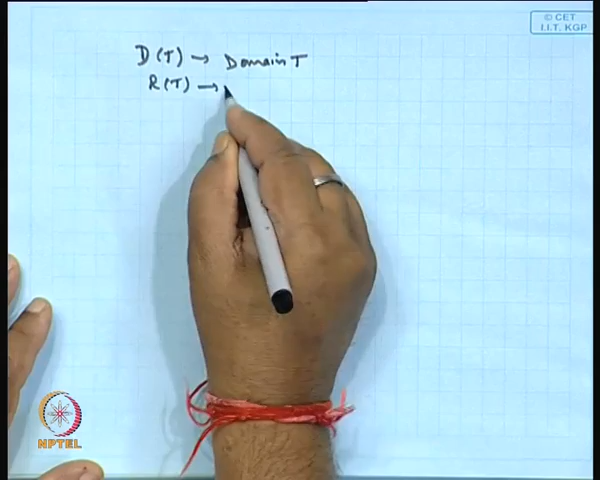 © CET
I.I.T. KGP
D(T) → Domain T
R(T) →
NPTEL